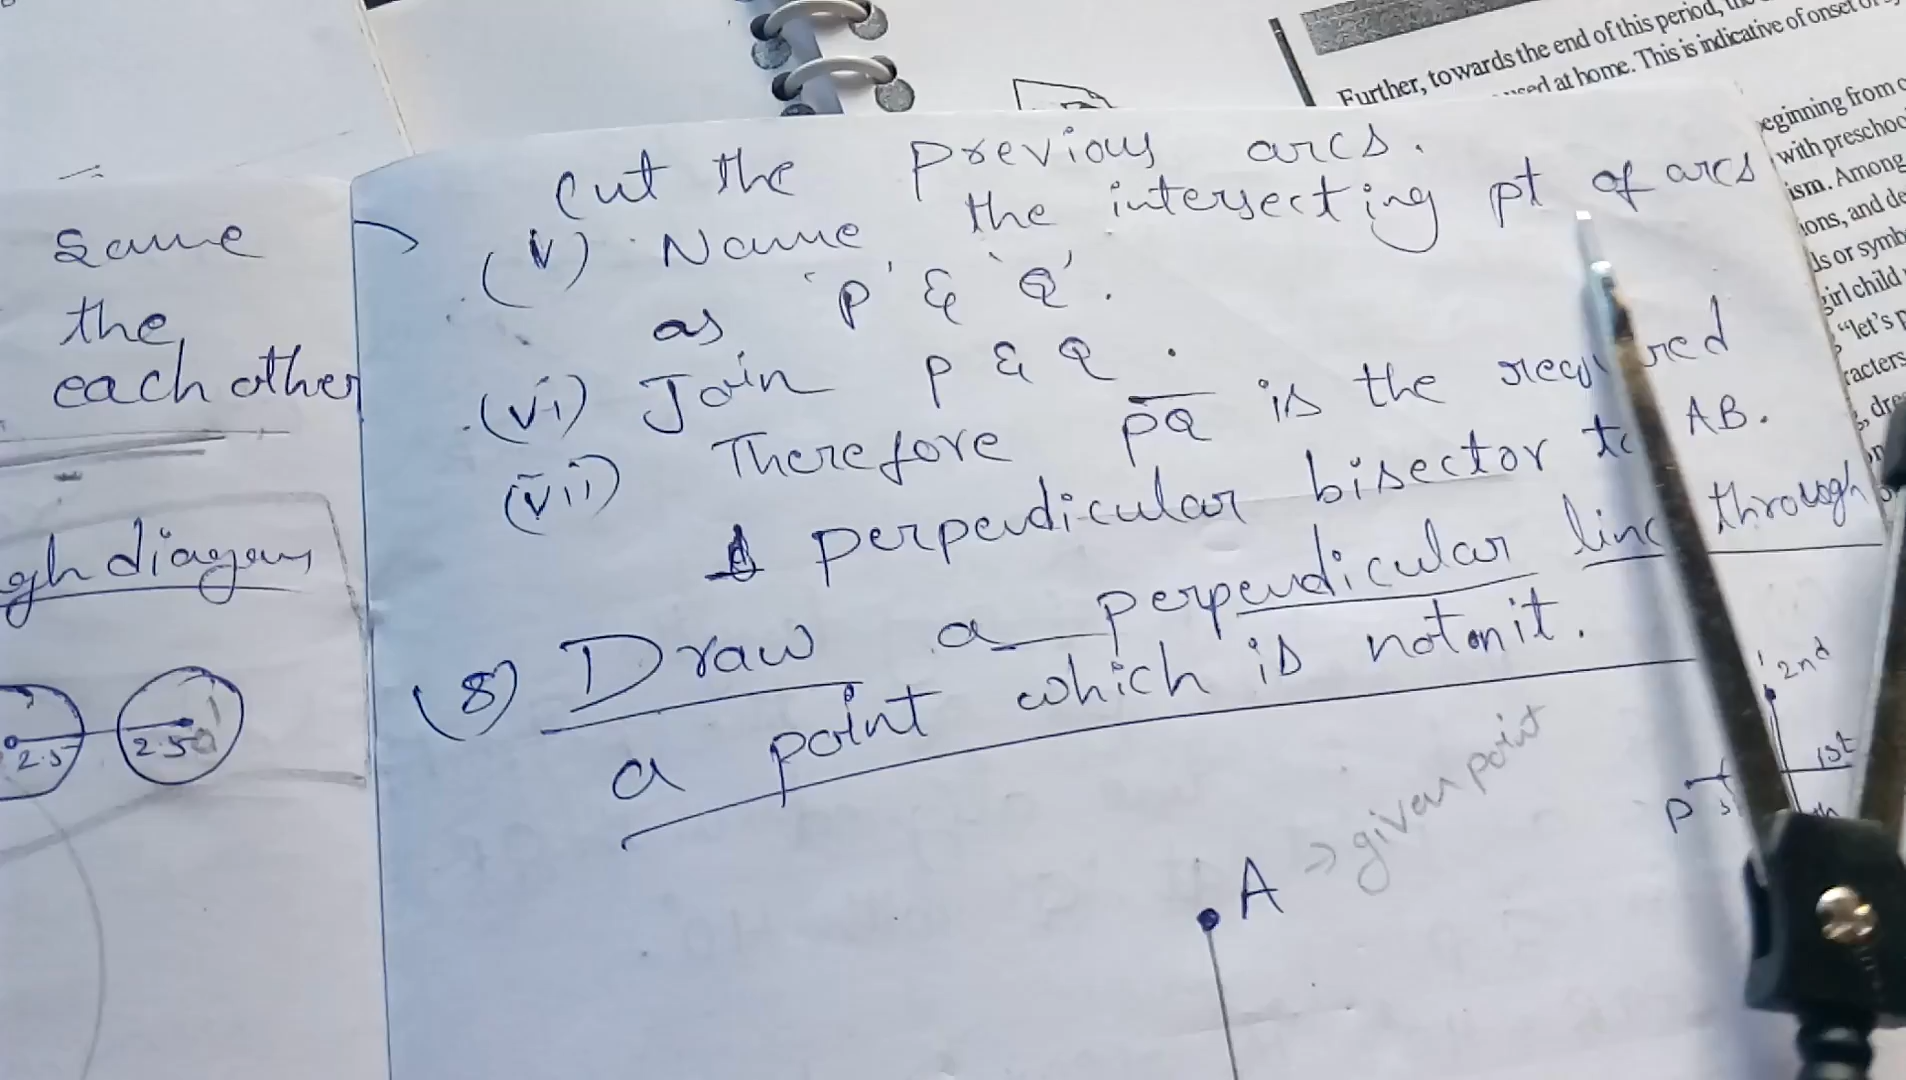 same
the
each other
gh diagram
2.5
2.5
cut the previous arcs.
(v) Name the intersecting pt of arcs
as 'P' & 'Q'.
(vi) Join P & Q.
(vii) Therefore PQ is the required
perpendicular bisector to AB.
(8) Draw a perpendicular line through
a point which is not on it.
A → given point
2nd
1st
P
Further, towards the end of this period,
at home. This is indicative of onset of
eginning from
with preschoo
ism. Among
ions, and de
ls or symb
girl child
"let's p
racters